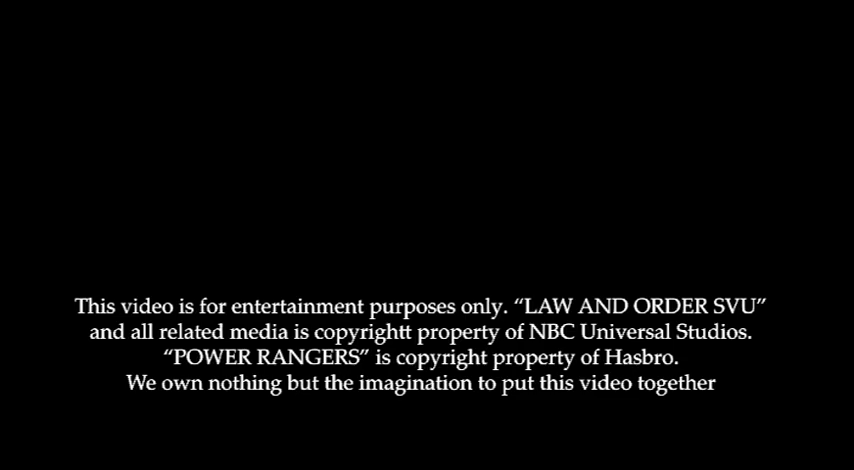 This video is for entertainment purposes only. “LAW AND ORDER SVU”
and all related media is copyrightt property of NBC Universal Studios.
“POWER RANGERS” is copyright property of Hasbro.
We own nothing but the imagination to put this video together